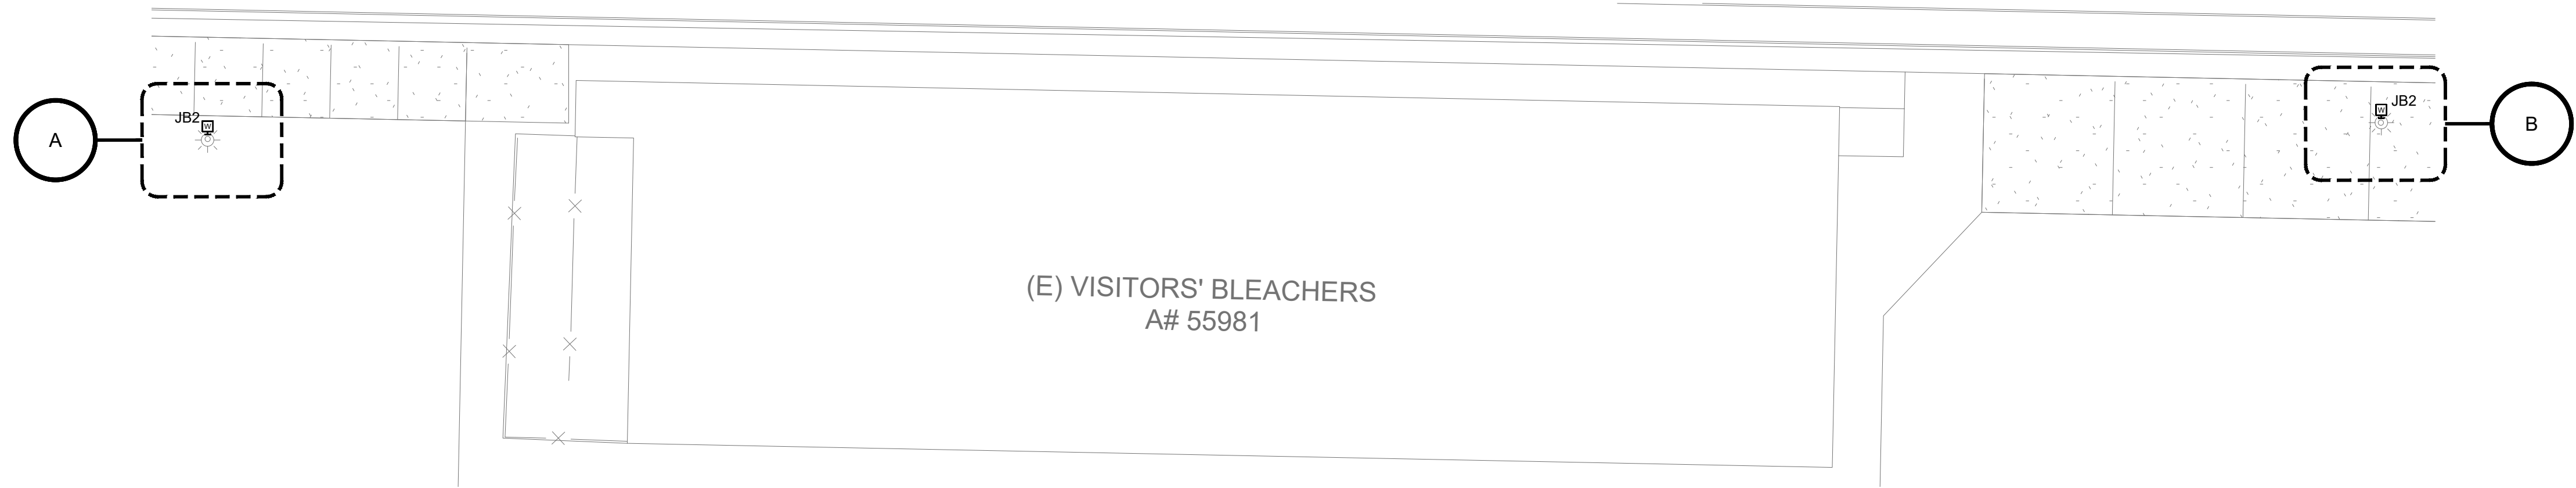 JB2
W
A
JB2
W
B
(E) VISITORS' BLEACHERS
A# 55981